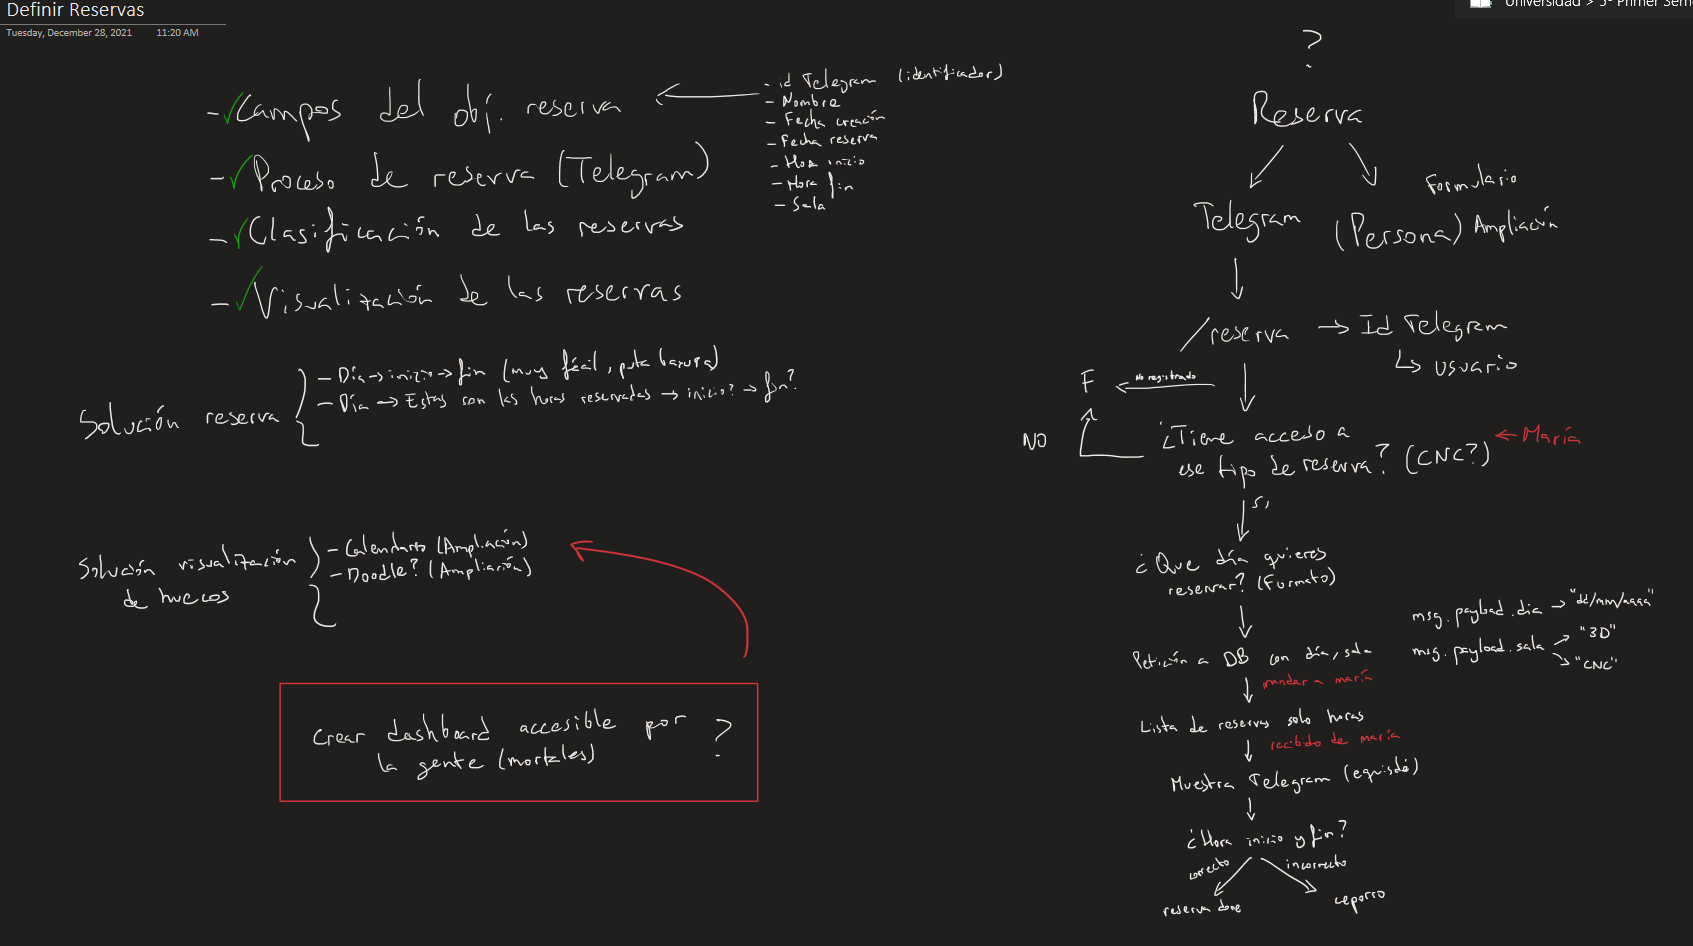 Definir Reservas
Tuesday, December 28, 2021 11:20 AM
Universidad > 5º Primer Sem
- Campos del obj. reserva
- id Telegram (identificador)
- Nombre
- Fecha creación
- Fecha reserva
- Hora inicio
- Hora fin
- Sala
- Proceso de reserva (Telegram)
- Clasificación de las reservas
- Visualización de las reservas
Solución reserva
- Día → inicio → fin (muy fácil, puta basura)
- Día → Estas son las horas reservadas → inicio? → fin?
Solución visualización
de huecos
- Calendario (Ampliación)
- Doodle? (Ampliación)
Crear dashboard accesible por
la gente (mortales)
?
?
Reserva
Telegram
(Persona)
Formulario
Ampliación
/reserva → Id Telegram
↳ usuario
F
No registrado
NO
¿Tiene acceso a
ese tipo de reserva? (CNC?)
← María
Sí
¿Que día quieres
reservar? (Formato)
Petición a DB con día, sala
mandar a maría
msg.payload.dia → "dd/mm/aaaa"
msg.payload.sala → "3D"
→ "CNC"
Lista de reservas solo horas
recibido de maría
Muestra Telegram (equisdé)
¿Hora inicio y fin?
correcto
incorrecto
reserva done
ceporro